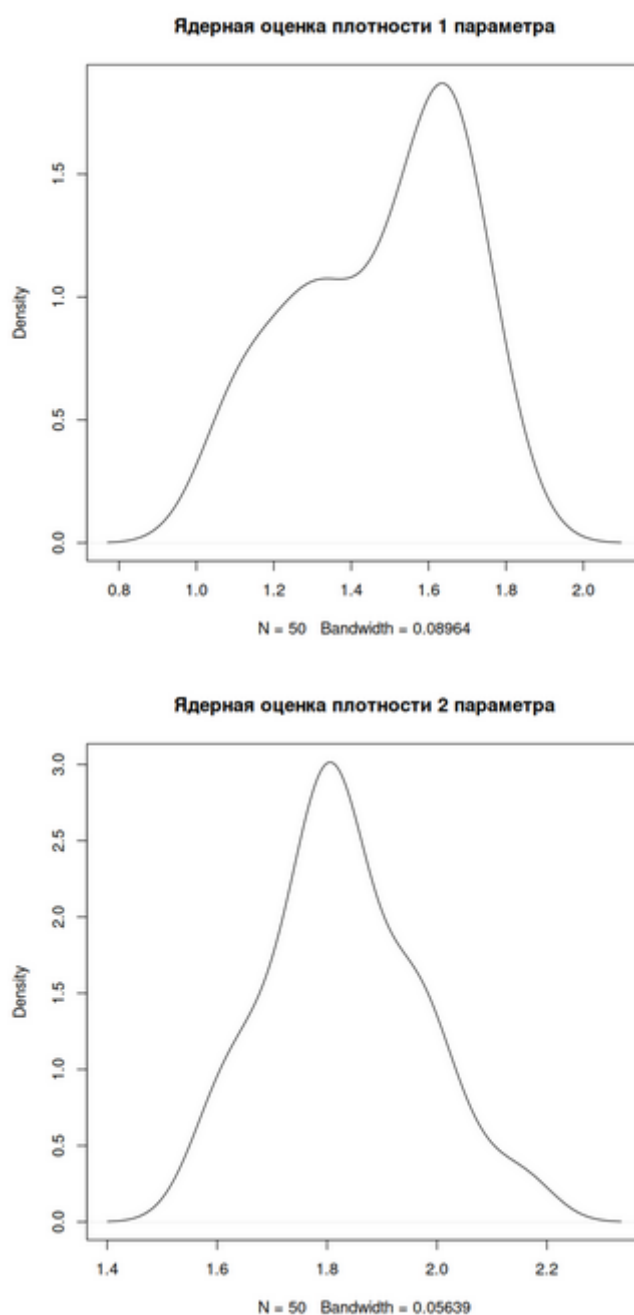 Ядерная оценка плотности 1 параметра
1.5
1.0
0.5
0.0
Density
0.8 1.0 1.2 1.4 1.6 1.8 2.0
N = 50 Bandwidth = 0.08964
Ядерная оценка плотности 2 параметра
3.0
2.5
2.0
1.5
1.0
0.5
0.0
Density
1.4 1.6 1.8 2.0 2.2
N = 50 Bandwidth = 0.05639